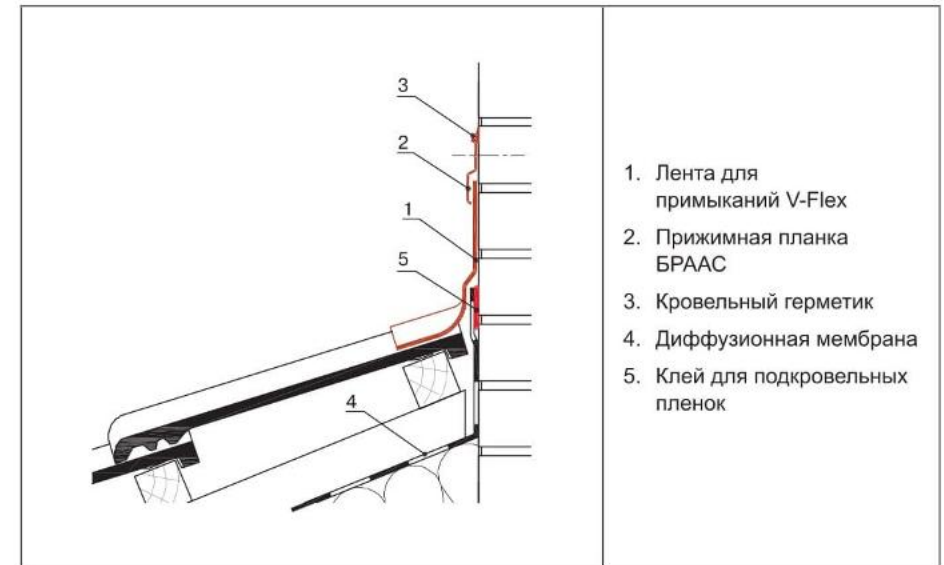 3
2
1
5
4
1. Лента для
примыканий V-Flex
2. Прижимная планка
БРААС
3. Кровельный герметик
4. Диффузионная мембрана
5. Клей для подкровельных
пленок